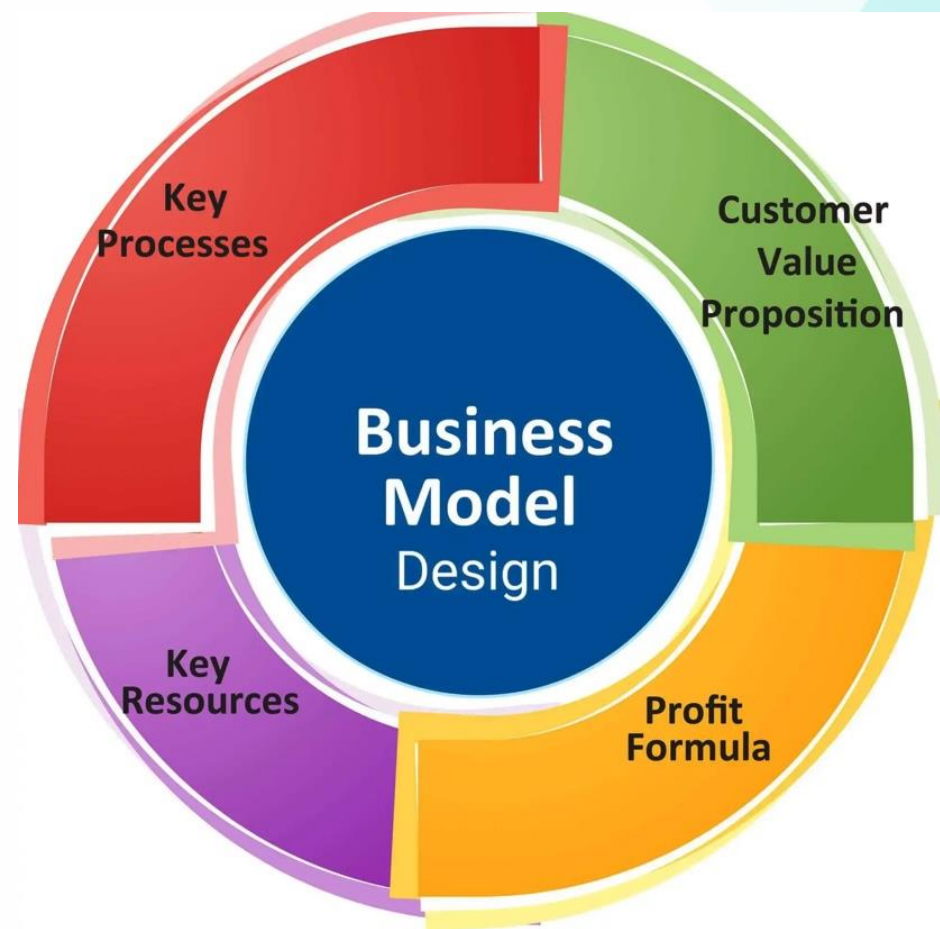 Key
Processes
Customer
Value
Proposition
Business
Model
Design
Key
Resources
Profit
Formula